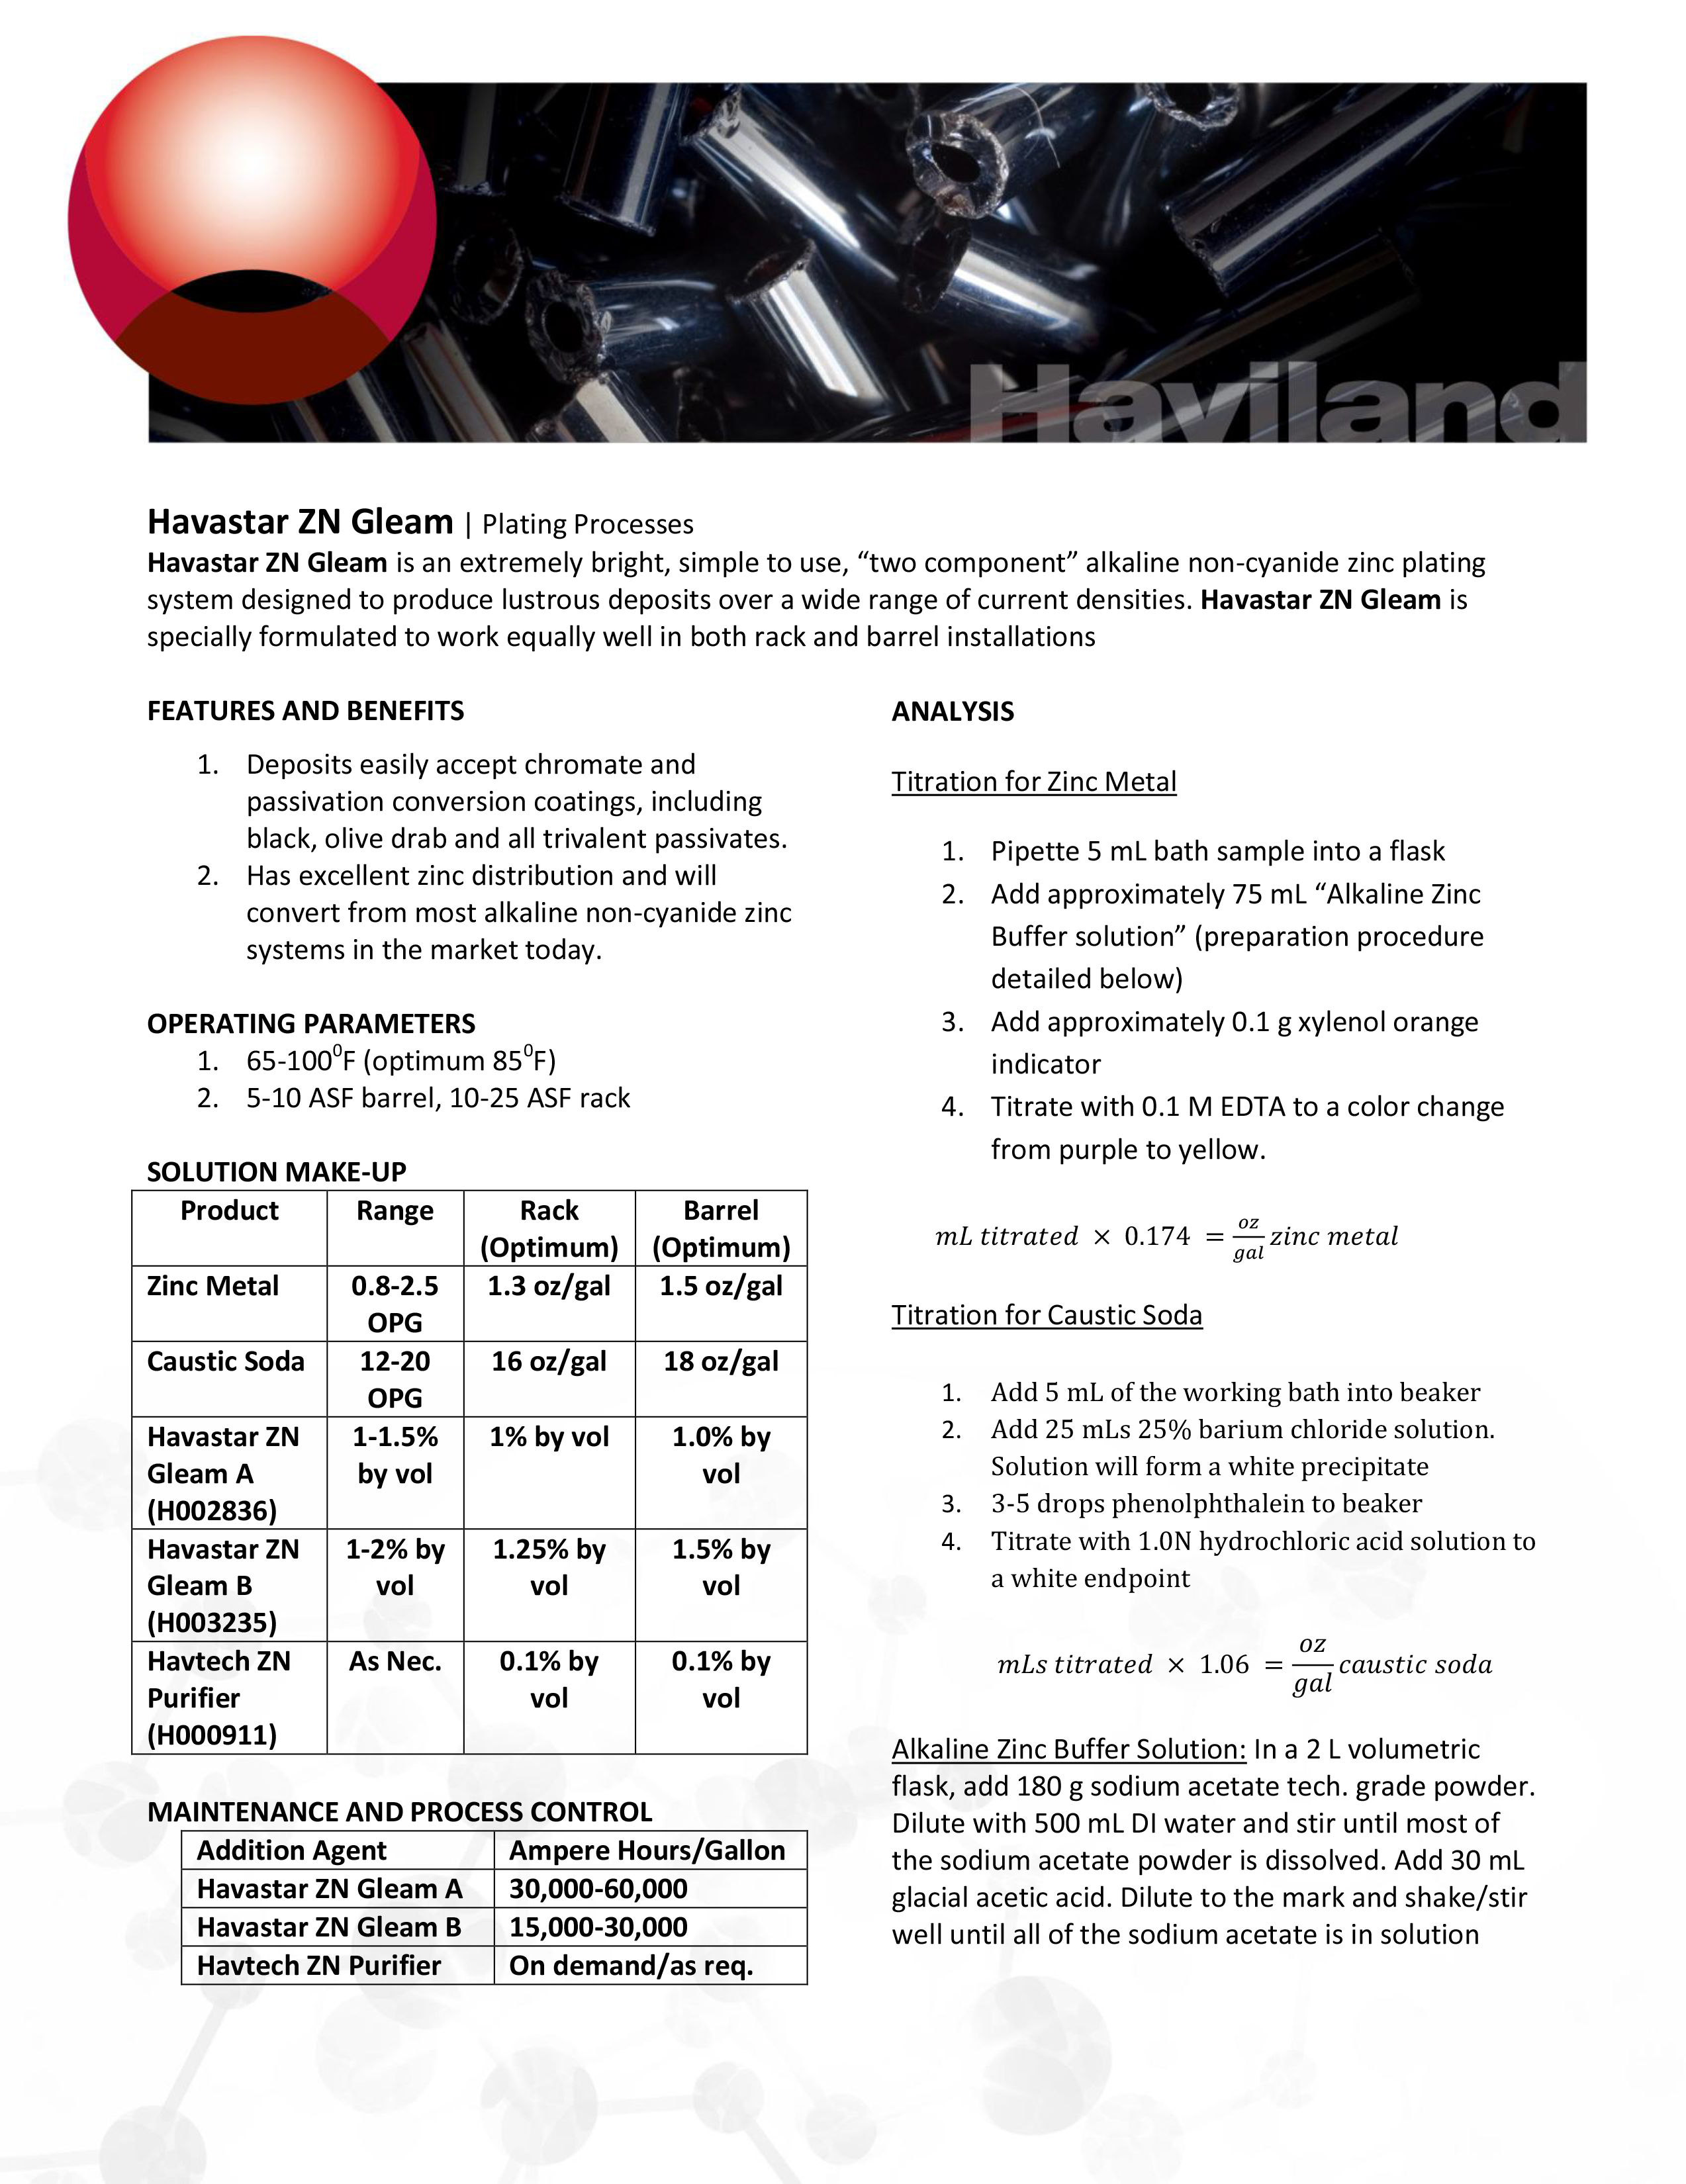 Haviland
Havastar ZN Gleam | Plating Processes
Havastar ZN Gleam is an extremely bright, simple to use, “two component” alkaline non-cyanide zinc plating
system designed to produce lustrous deposits over a wide range of current densities. Havastar ZN Gleam is
specially formulated to work equally well in both rack and barrel installations
FEATURES AND BENEFITS
1. Deposits easily accept chromate and
passivation conversion coatings, including
black, olive drab and all trivalent passivates.
2. Has excellent zinc distribution and will
convert from most alkaline non-cyanide zinc
systems in the market today.
OPERATING PARAMETERS
1. 65-100⁰F (optimum 85⁰F)
2. 5-10 ASF barrel, 10-25 ASF rack
SOLUTION MAKE-UP
Product Range Rack Barrel
(Optimum) (Optimum)
Zinc Metal 0.8-2.5 1.3 oz/gal 1.5 oz/gal
OPG
Caustic Soda 12-20 16 oz/gal 18 oz/gal
OPG
Havastar ZN 1-1.5% 1% by vol 1.0% by
Gleam A by vol vol
(H002836)
Havastar ZN 1-2% by 1.25% by 1.5% by
Gleam B vol vol vol
(H003235)
Havtech ZN As Nec. 0.1% by 0.1% by
Purifier vol vol
(H000911)
MAINTENANCE AND PROCESS CONTROL
Addition Agent Ampere Hours/Gallon
Havastar ZN Gleam A 30,000-60,000
Havastar ZN Gleam B 15,000-30,000
Havtech ZN Purifier On demand/as req.
ANALYSIS
Titration for Zinc Metal
1. Pipette 5 mL bath sample into a flask
2. Add approximately 75 mL “Alkaline Zinc
Buffer solution” (preparation procedure
detailed below)
3. Add approximately 0.1 g xylenol orange
indicator
4. Titrate with 0.1 M EDTA to a color change
from purple to yellow.
mL titrated × 0.174 = oz/gal zinc metal
Titration for Caustic Soda
1. Add 5 mL of the working bath into beaker
2. Add 25 mLs 25% barium chloride solution.
Solution will form a white precipitate
3. 3-5 drops phenolphthalein to beaker
4. Titrate with 1.0N hydrochloric acid solution to
a white endpoint
mLs titrated × 1.06 = oz/gal caustic soda
Alkaline Zinc Buffer Solution: In a 2 L volumetric
flask, add 180 g sodium acetate tech. grade powder.
Dilute with 500 mL DI water and stir until most of
the sodium acetate powder is dissolved. Add 30 mL
glacial acetic acid. Dilute to the mark and shake/stir
well until all of the sodium acetate is in solution